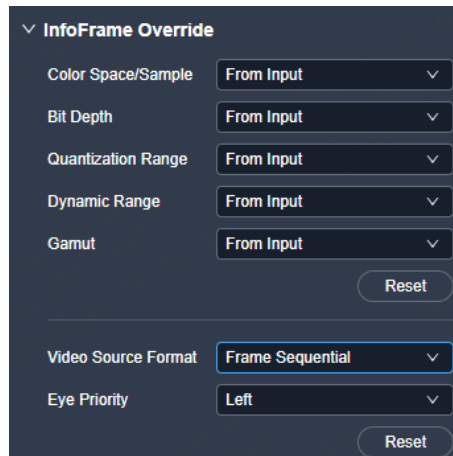 InfoFrame Override
Color Space/Sample From Input
Bit Depth From Input
Quantization Range From Input
Dynamic Range From Input
Gamut From Input
Reset
Video Source Format Frame Sequential
Eye Priority Left
Reset